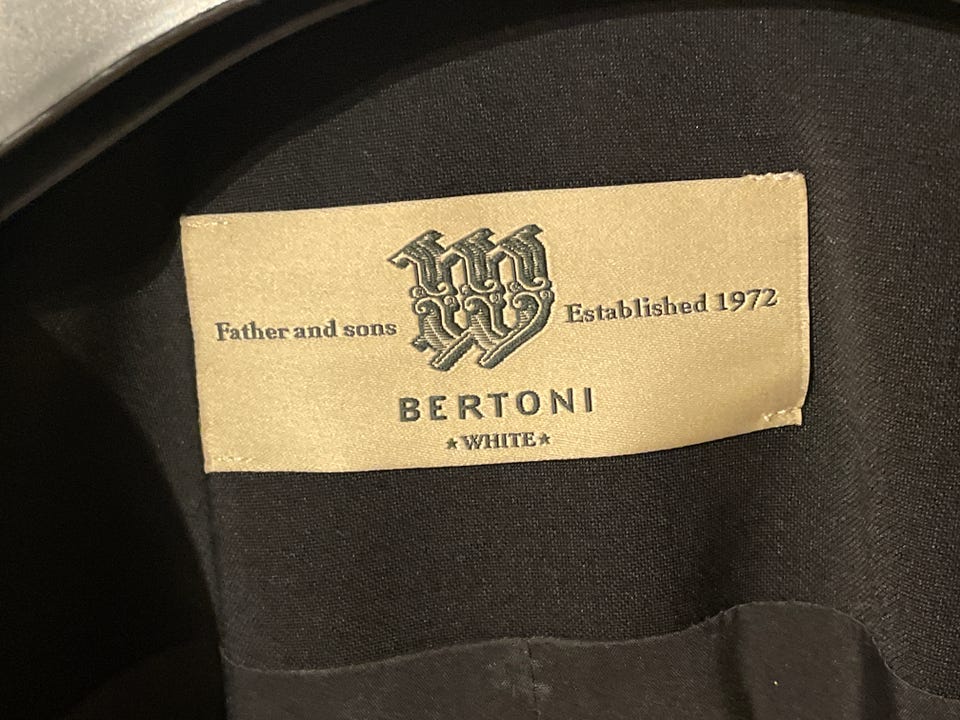 Father and sons W Established 1972
BERTONI
★WHITE★